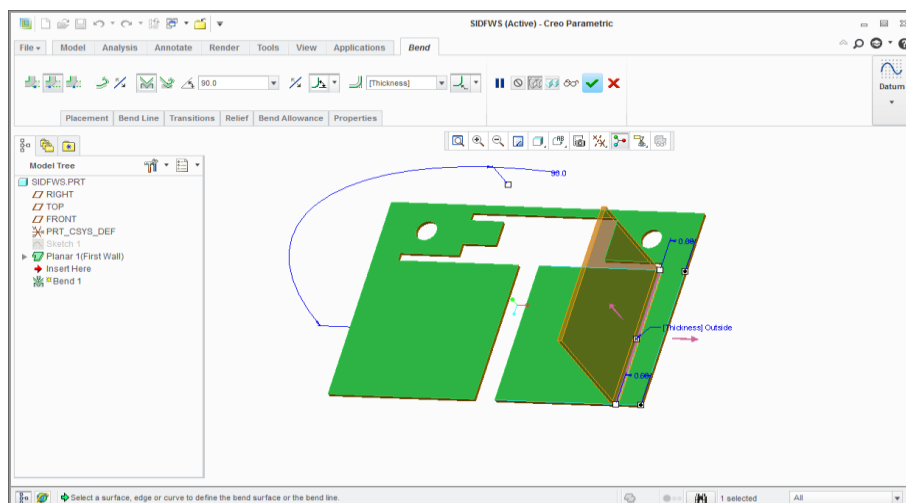 SIDFWS (Active) - Creo Parametric
File Model Analysis Annotate Render Tools View Applications Bend
90.0 [Thickness] Datum
Placement Bend Line Transitions Relief Bend Allowance Properties
Model Tree
SIDFWS.PRT
RIGHT
TOP
FRONT
PRT_CSYS_DEF
Sketch 1
Planar 1(First Wall)
Insert Here
Bend 1
90.0
[Thickness] Outside
Select a surface, edge or curve to define the bend surface or the bend line. 1 selected All